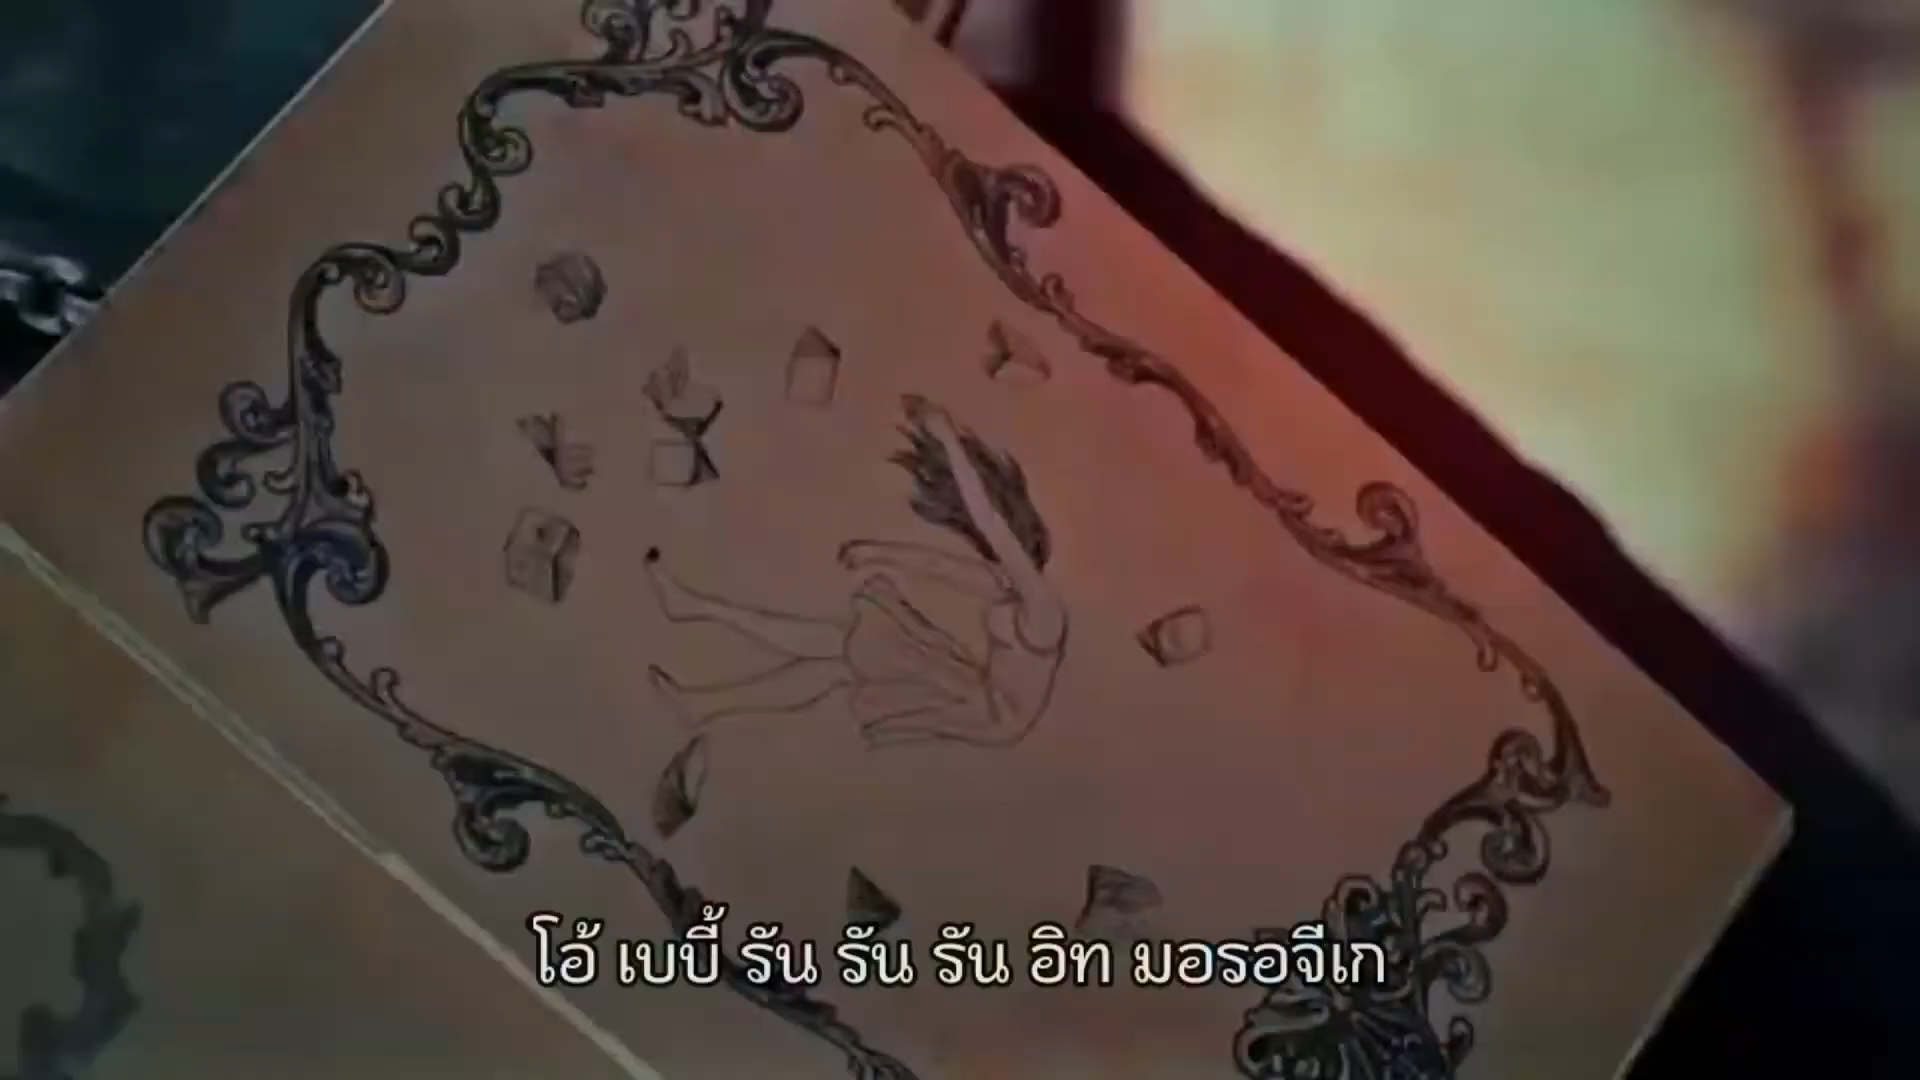 โอ้ เบบี้ รัน รัน รัน อิท มอรอจีเก